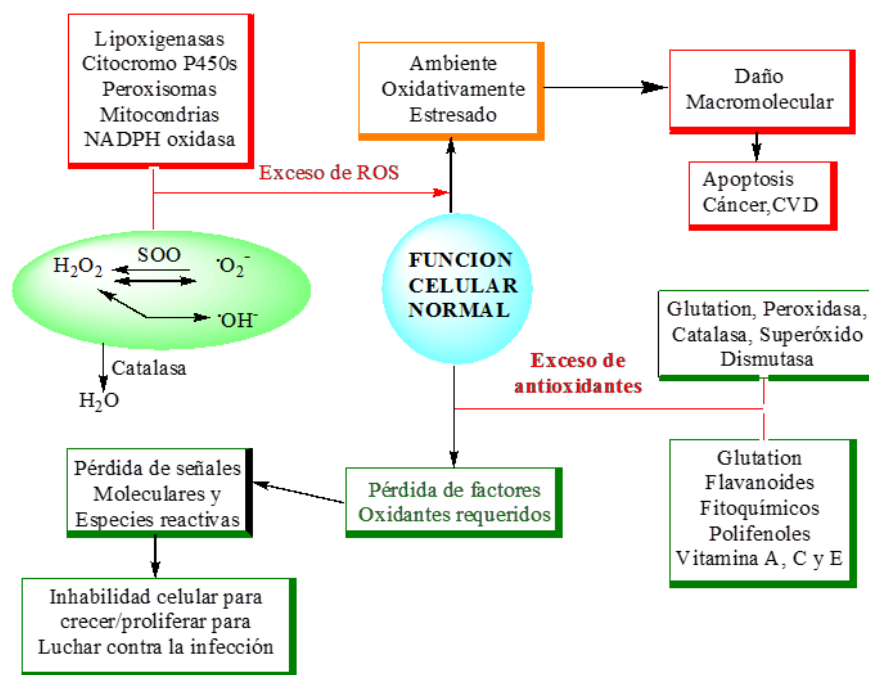 Lipoxigenasas
Citocromo P450s
Peroxisomas
Mitocondrias
NADPH oxidasa
Ambiente
Oxidativamente
Estresado
Daño
Macromolecular
Apoptosis
Cáncer,CVD
Exceso de ROS
H₂O₂
SOO
·O₂⁻
·OH⁻
Catalasa
H₂O
FUNCION
CELULAR
NORMAL
Glutation, Peroxidasa,
Catalasa, Superóxido
Dismutasa
Exceso de
antioxidantes
Glutation
Flavanoides
Fitoquímicos
Polifenoles
Vitamina A, C y E
Pérdida de factores
Oxidantes requeridos
Pérdida de señales
Moleculares y
Especies reactivas
Inhabilidad celular para
crecer/proliferar para
Luchar contra la infección